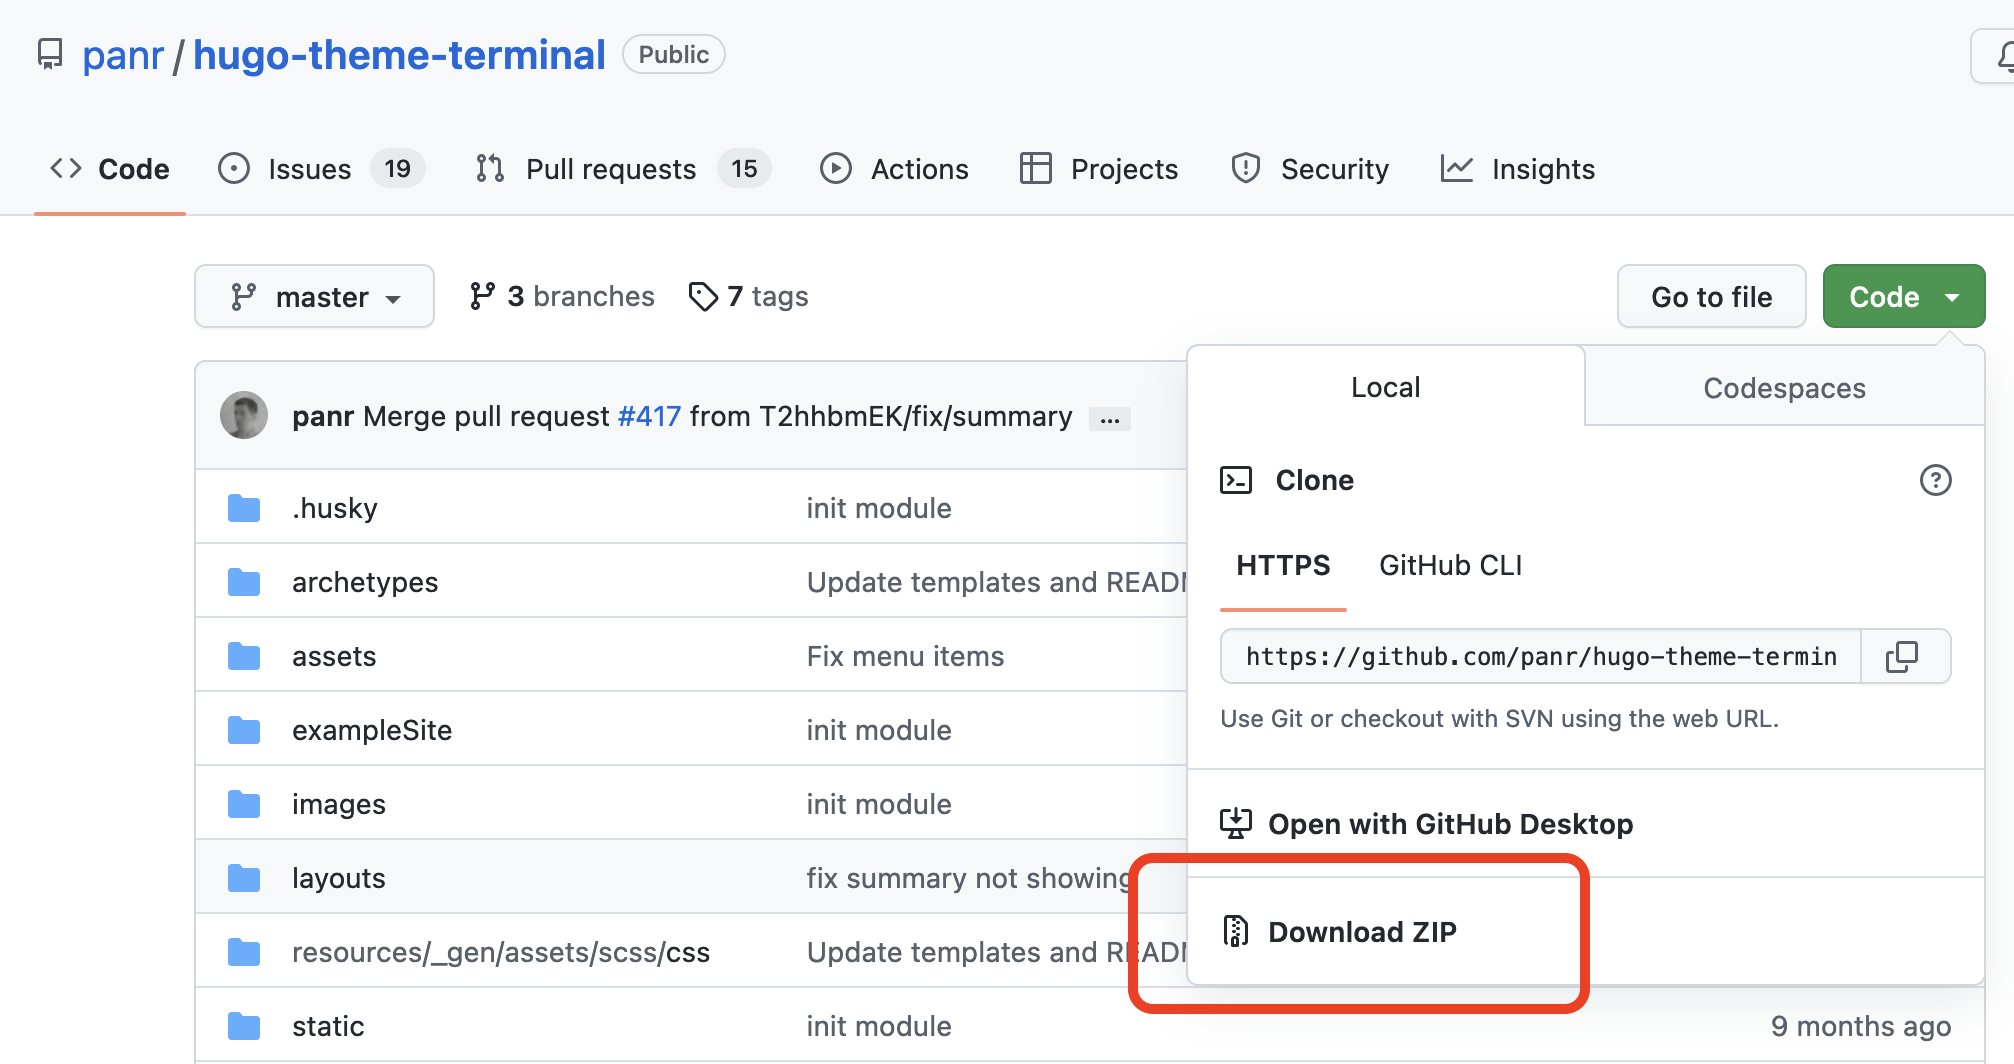 panr / hugo-theme-terminal Public
Code Issues 19 Pull requests 15 Actions Projects Security Insights
master 3 branches 7 tags Go to file Code
Local Codespaces
panr Merge pull request #417 from T2hhbmEK/fix/summary ...
Clone
.husky init module
HTTPS GitHub CLI
archetypes Update templates and READ
assets Fix menu items
https://github.com/panr/hugo-theme-termin
Use Git or checkout with SVN using the web URL.
exampleSite init module
images init module
Open with GitHub Desktop
layouts fix summary not showing
Download ZIP
resources/_gen/assets/scss/css Update templates and READ
static init module 9 months ago